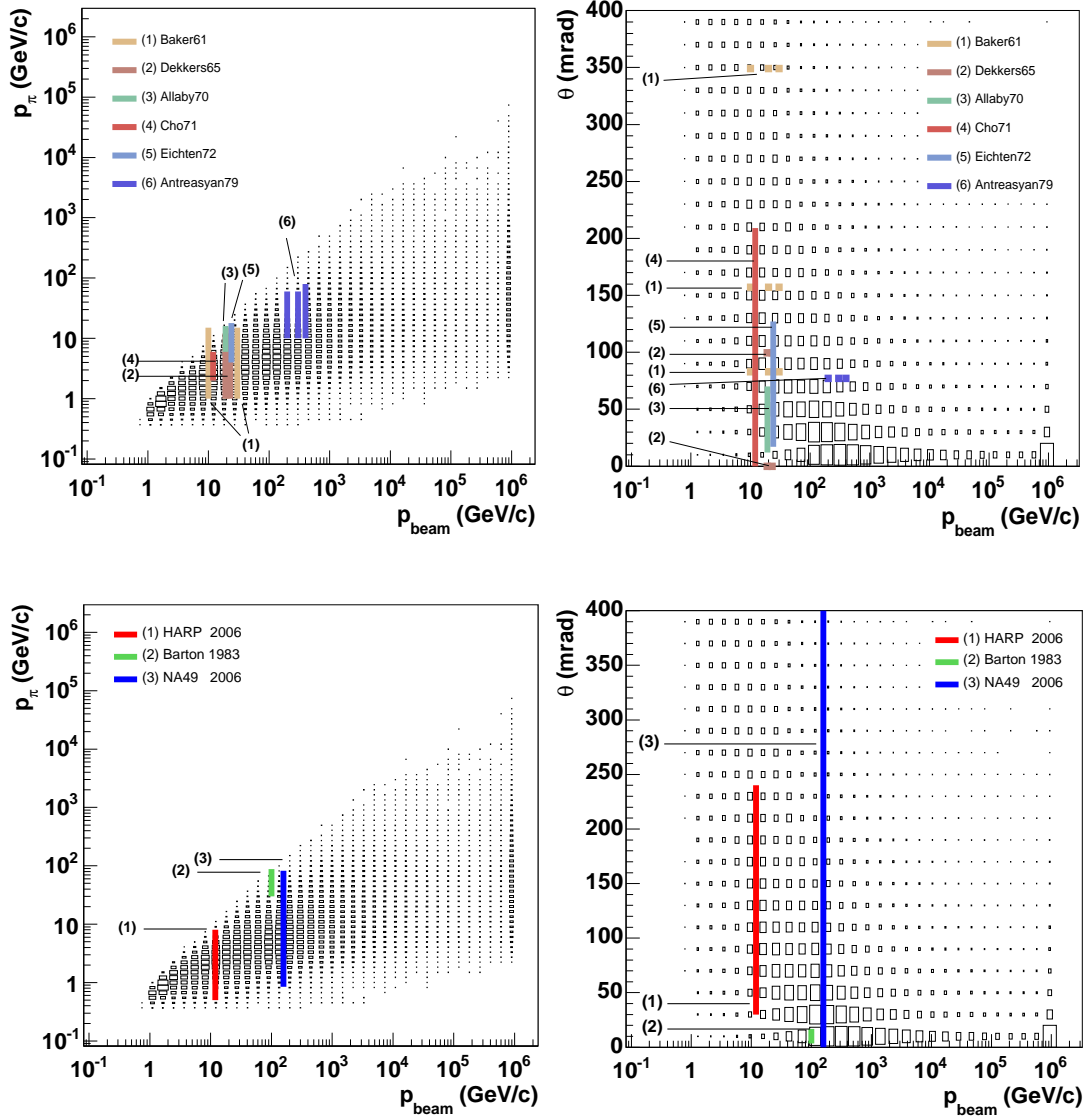 p_π (GeV/c)
10^6
10^5
10^4
10^3
10^2
10
1
10^-1
(1) Baker61
(2) Dekkers65
(3) Allaby70
(4) Cho71
(5) Eichten72
(6) Antreasyan79
(6)
(3) (5)
(4)
(2)
(1)
10^-1 1 10 10^2 10^3 10^4 10^5 10^6
p_beam (GeV/c)
θ (mrad)
400
350
300
250
200
150
100
50
0
(1) Baker61
(2) Dekkers65
(3) Allaby70
(4) Cho71
(5) Eichten72
(6) Antreasyan79
(1)
(4)
(1)
(5)
(2)
(1)
(6)
(3)
(2)
10^-1 1 10 10^2 10^3 10^4 10^5 10^6
p_beam (GeV/c)
p_π (GeV/c)
10^6
10^5
10^4
10^3
10^2
10
1
10^-1
(1) HARP 2006
(2) Barton 1983
(3) NA49 2006
(3)
(2)
(1)
10^-1 1 10 10^2 10^3 10^4 10^5 10^6
p_beam (GeV/c)
θ (mrad)
400
350
300
250
200
150
100
50
0
(1) HARP 2006
(2) Barton 1983
(3) NA49 2006
(3)
(1)
(2)
10^-1 1 10 10^2 10^3 10^4 10^5 10^6
p_beam (GeV/c)